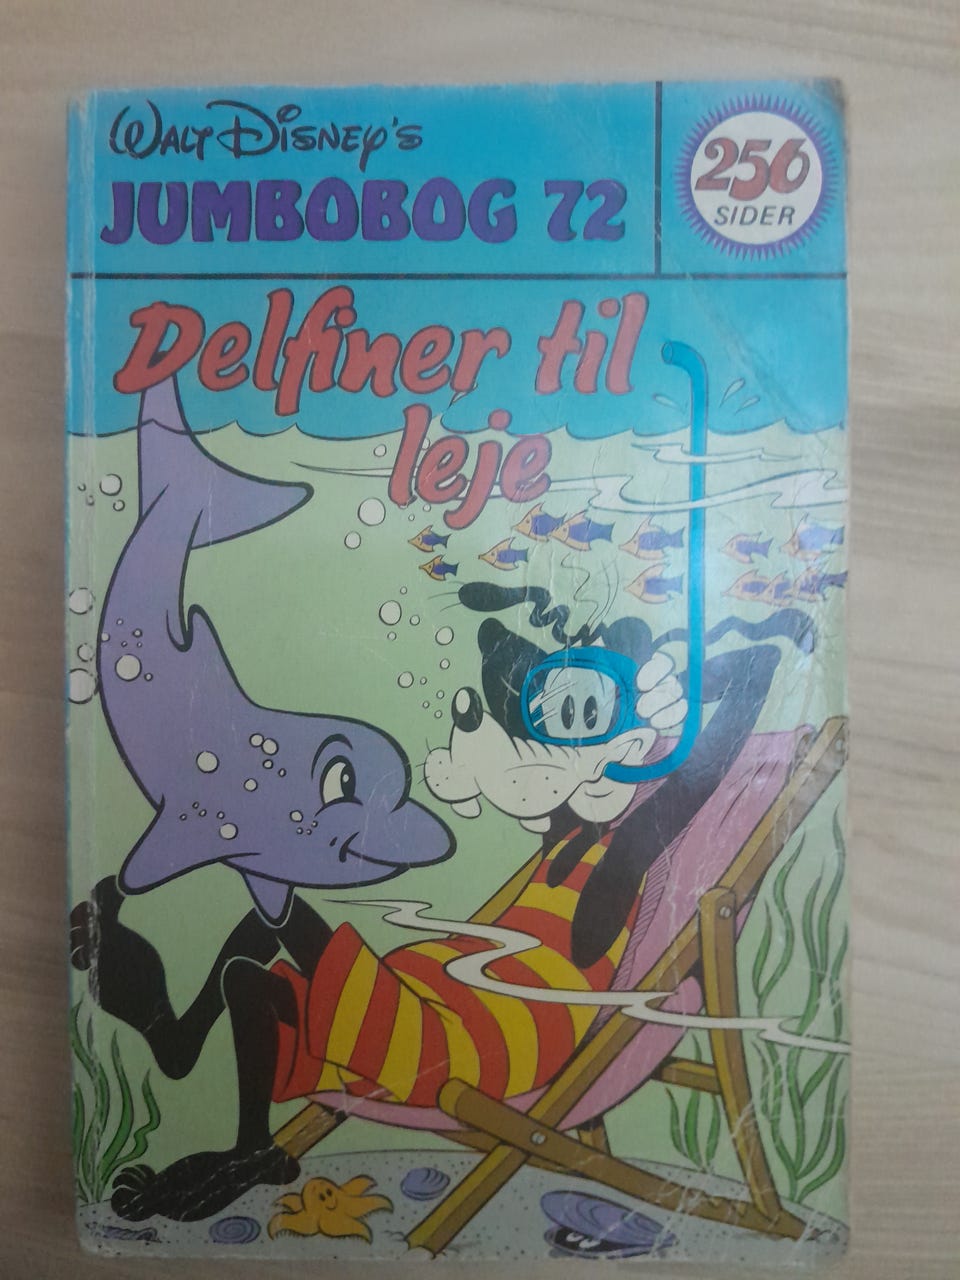 WALT DISNEY'S
JUMBOBOG 72
256
SIDER
Delfiner til
leje